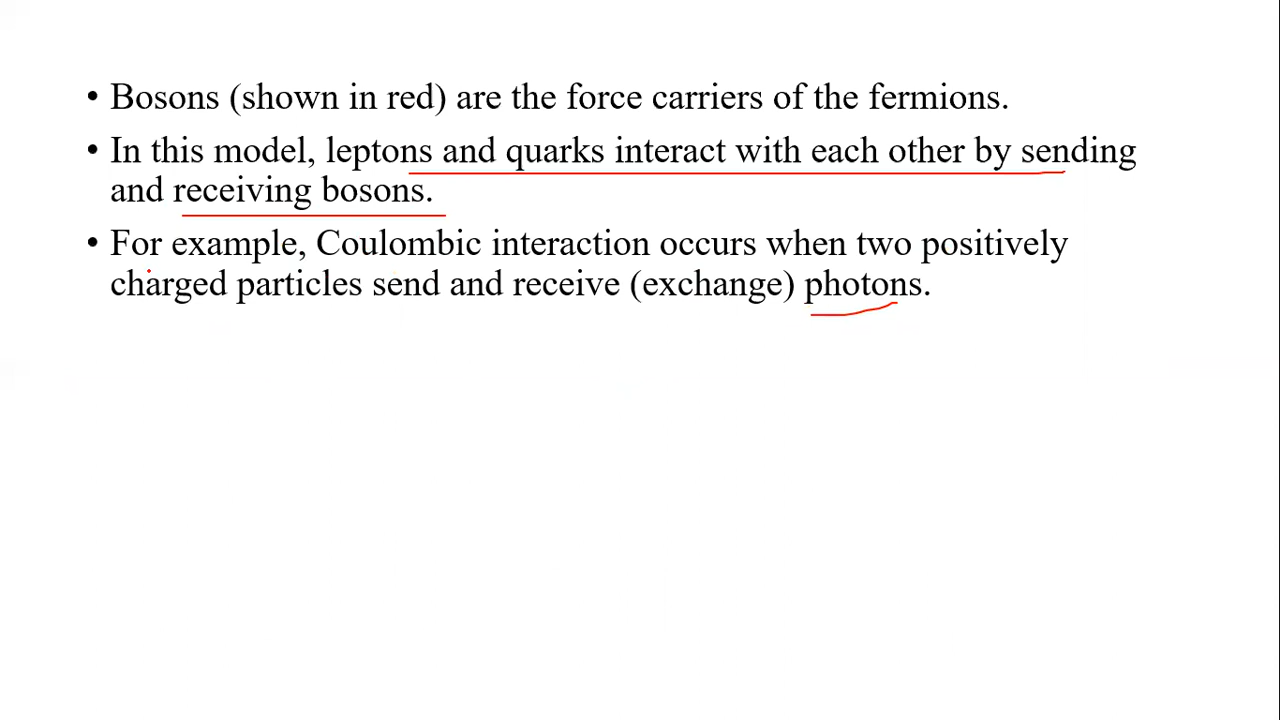 • Bosons (shown in red) are the force carriers of the fermions.
• In this model, leptons and quarks interact with each other by sending
and receiving bosons.
• For example, Coulombic interaction occurs when two positively
charged particles send and receive (exchange) photons.